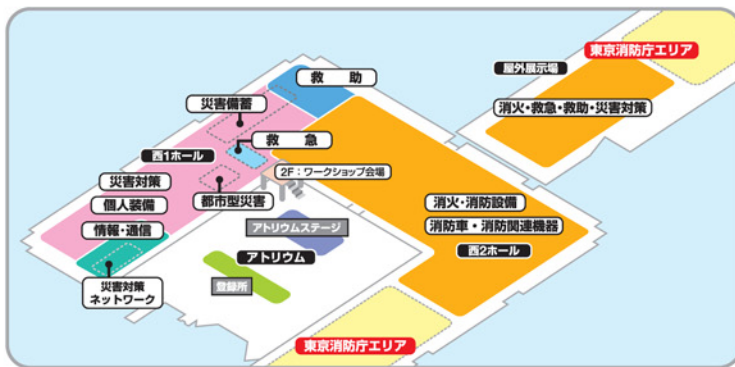 東京消防庁エリア
屋外展示場
救 助
消火・救急・救助・災害対策
災害備蓄
救 急
西1ホール
2F：ワークショップ会場
災害対策
個人装備
都市型災害
消火・消防設備
情報・通信
アトリウムステージ
消防車・消防関連機器
西2ホール
アトリウム
登録所
災害対策
ネットワーク
東京消防庁エリア